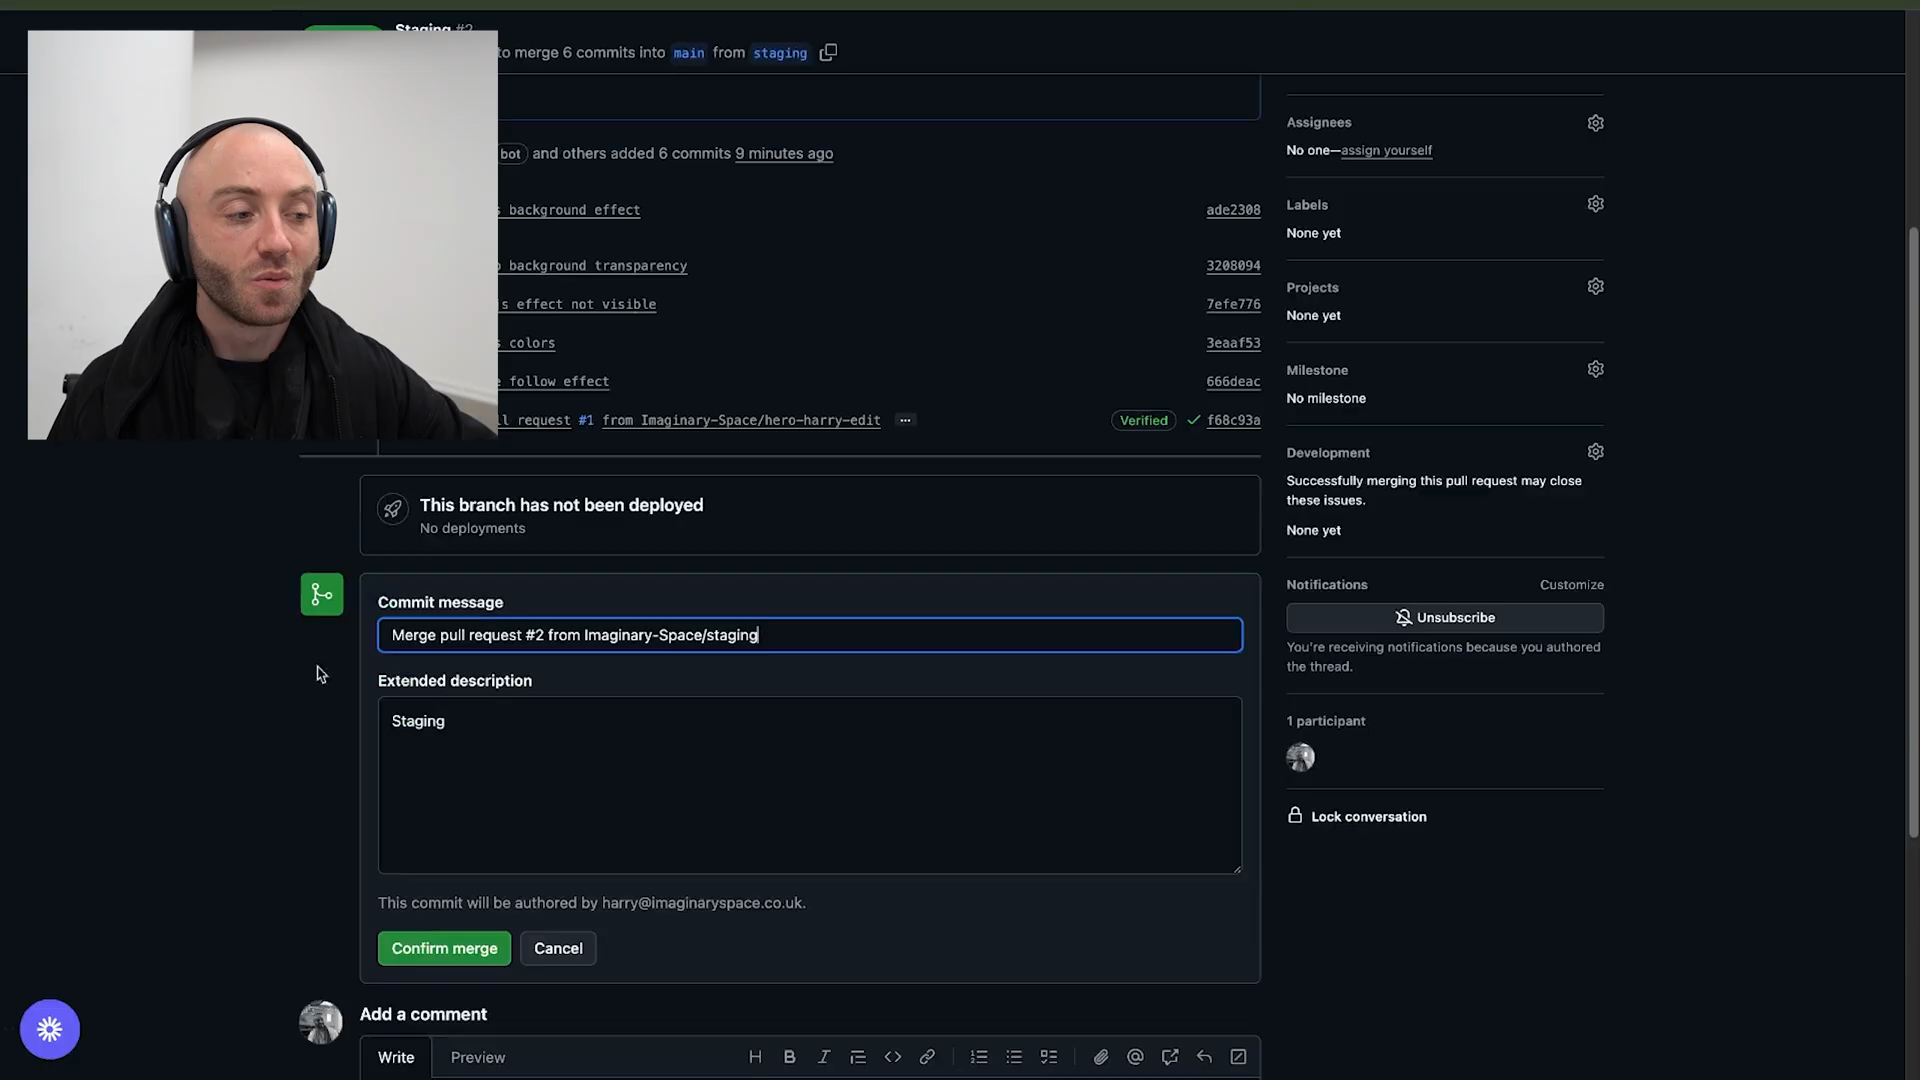 Staging #2
to merge 6 commits into main from staging
bot and others added 6 commits 9 minutes ago
s background effect ade2308
background transparency 3208094
s effect not visible 7efe776
s colors 3eaaf53
e follow effect 666deac
ll request #1 from Imaginary-Space/hero-harry-edit ... Verified f68c93a
This branch has not been deployed
No deployments
Commit message
Merge pull request #2 from Imaginary-Space/staging
Extended description
Staging
This commit will be authored by harry@imaginaryspace.co.uk.
Confirm merge Cancel
Add a comment
Write Preview
Assignees
No one—assign yourself
Labels
None yet
Projects
None yet
Milestone
No milestone
Development
Successfully merging this pull request may close
these issues.
None yet
Notifications Customize
Unsubscribe
You're receiving notifications because you authored
the thread.
1 participant
Lock conversation